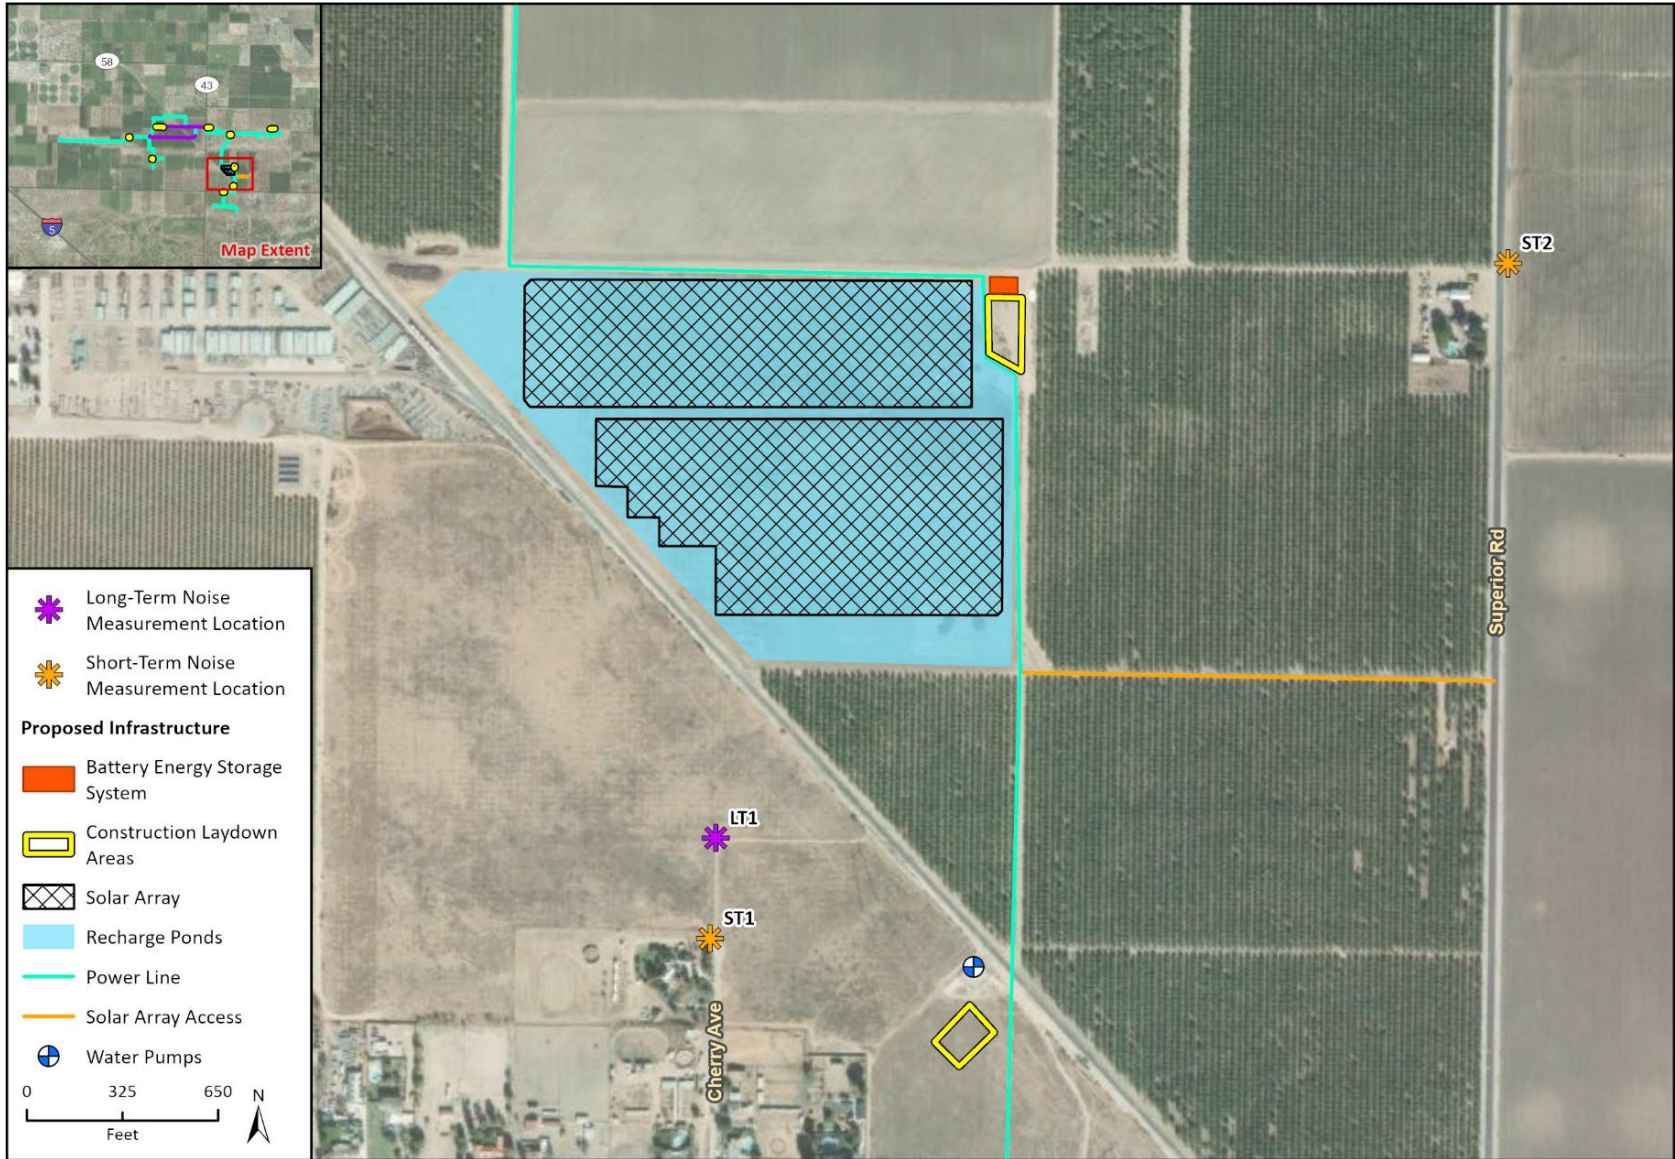 58
43
5
Map Extent
ST2
Superior Rd
LT1
ST1
Cherry Ave
Long-Term Noise
Measurement Location
Short-Term Noise
Measurement Location
Proposed Infrastructure
Battery Energy Storage
System
Construction Laydown
Areas
Solar Array
Recharge Ponds
Power Line
Solar Array Access
Water Pumps
0 325 650
Feet
N